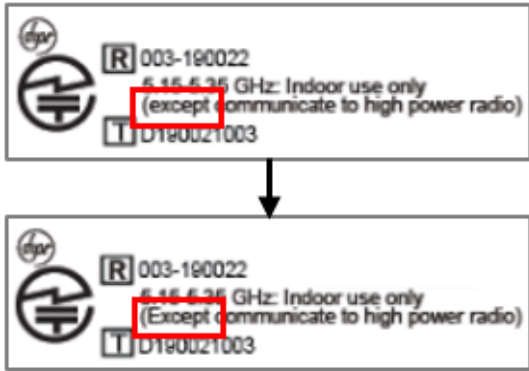 R 003-190022
5.15-5.35 GHz: Indoor use only
(except communicate to high power radio)
T D190021003
R 003-190022
5.15-5.35 GHz: Indoor use only
(Except communicate to high power radio)
T D190021003